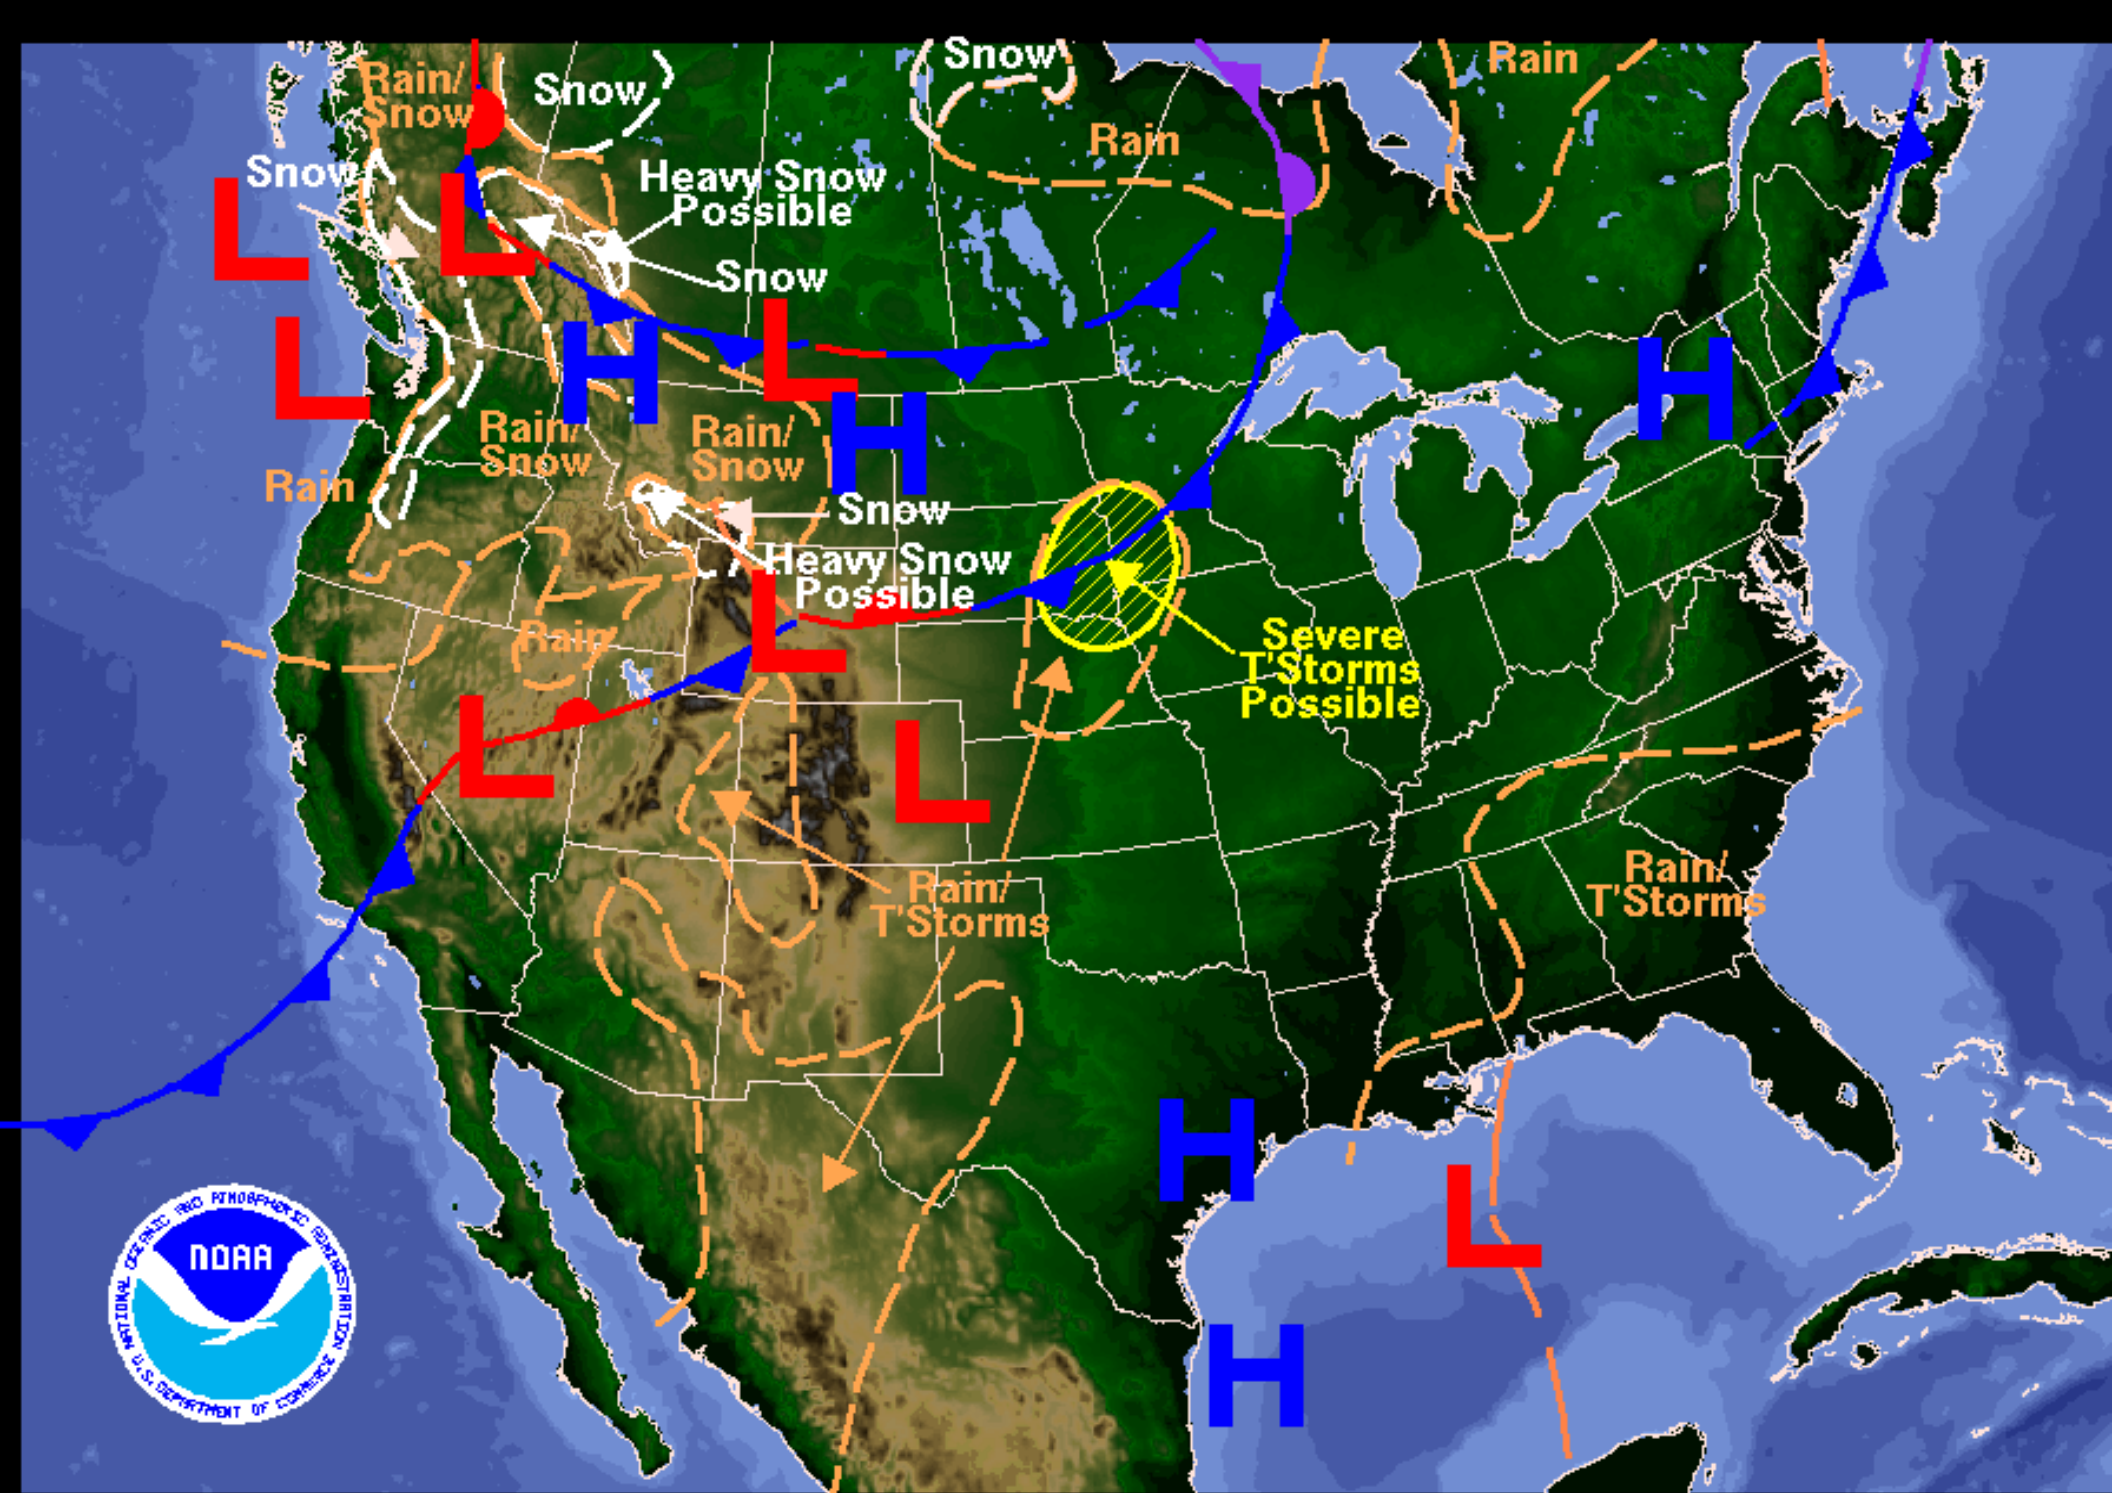 Rain/
Snow
Snow
Snow
Rain
Rain
Snow
Heavy Snow
Possible
Snow
L
L
L
L
L
H
H
H
Rain/
Snow
Rain/
Snow
Rain
Snow
Heavy Snow
Possible
L
Rain
Severe
T'Storms
Possible
L
L
Rain/
T'Storms
Rain/
T'Storms
H
L
H
NATIONAL OCEANIC AND ATMOSPHERIC ADMINISTRATION
NOAA
U.S. DEPARTMENT OF COMMERCE